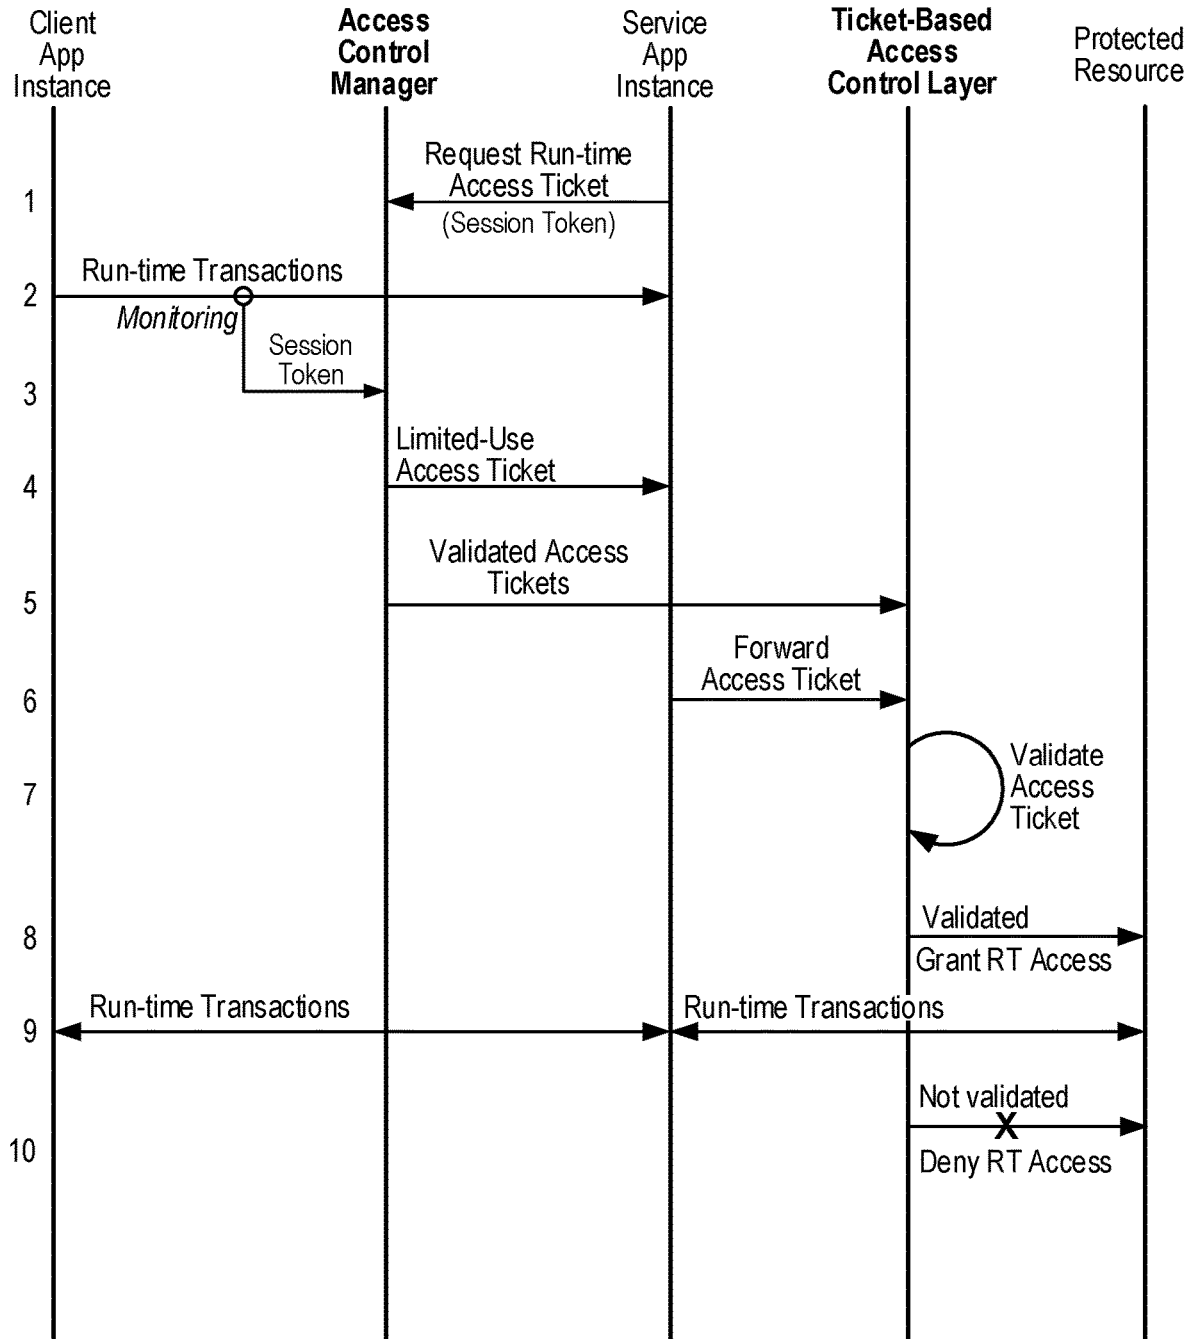 Client
App
Instance
Access
Control
Manager
Service
App
Instance
Ticket-Based
Access
Control Layer
Protected
Resource
Request Run-time
Access Ticket
1
(Session Token)
Run-time Transactions
2
Monitoring
Session
Token
3
Limited-Use
Access Ticket
4
Validated Access
Tickets
5
Forward
Access Ticket
6
Validate
Access
Ticket
7
Validated
8
Grant RT Access
Run-time Transactions
Run-time Transactions
9
Not validated
X
10
Deny RT Access